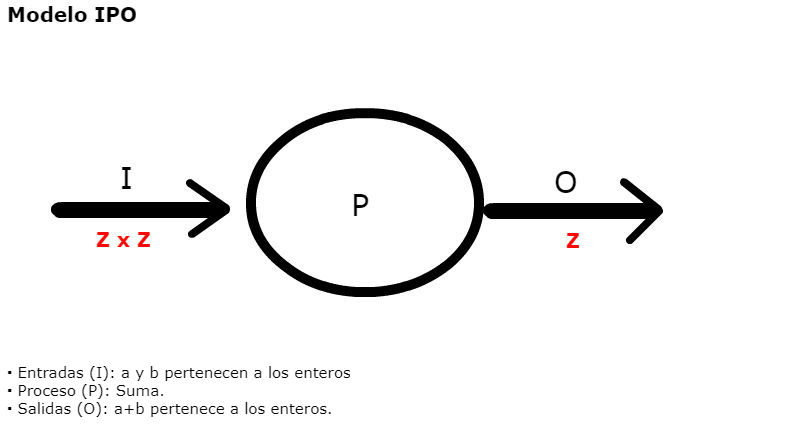 Modelo IPO
I
O
P
Z x Z
Z
▪ Entradas (I): a y b pertenecen a los enteros
▪ Proceso (P): Suma.
▪ Salidas (O): a+b pertenece a los enteros.